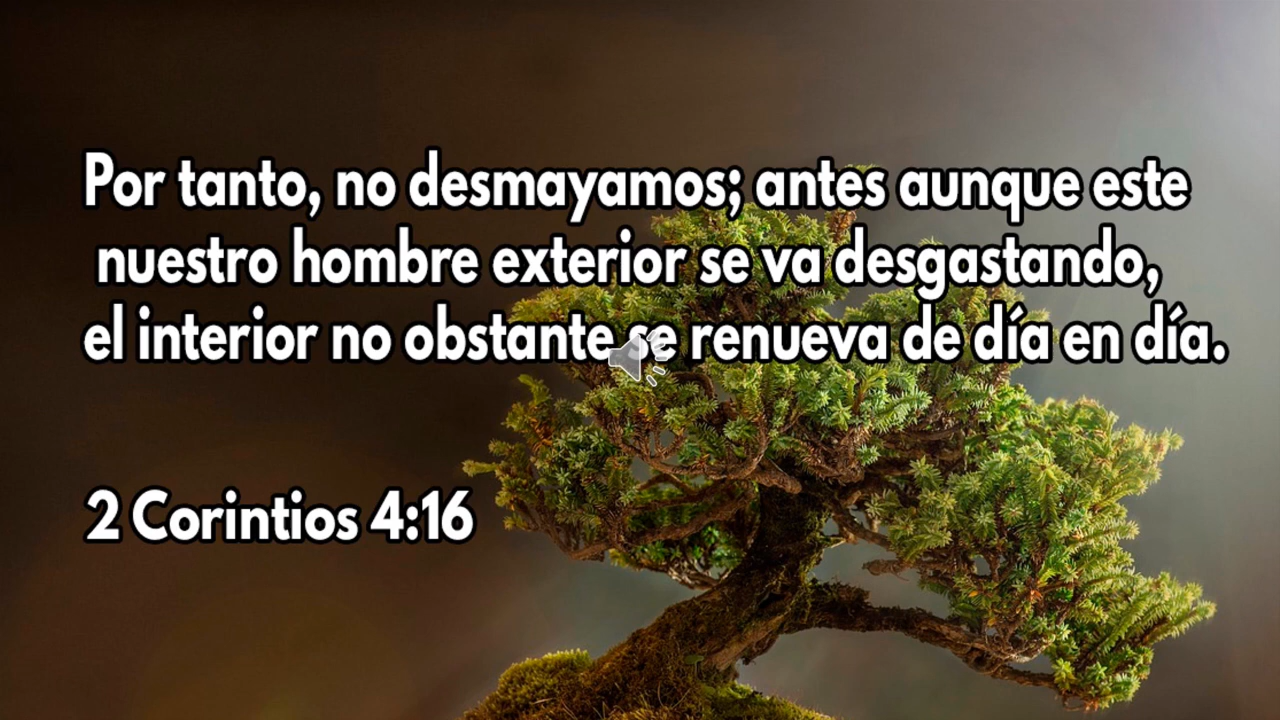 Por tanto, no desmayamos; antes aunque este
nuestro hombre exterior se va desgastando,
el interior no obstante se renueva de día en día.
2 Corintios 4:16